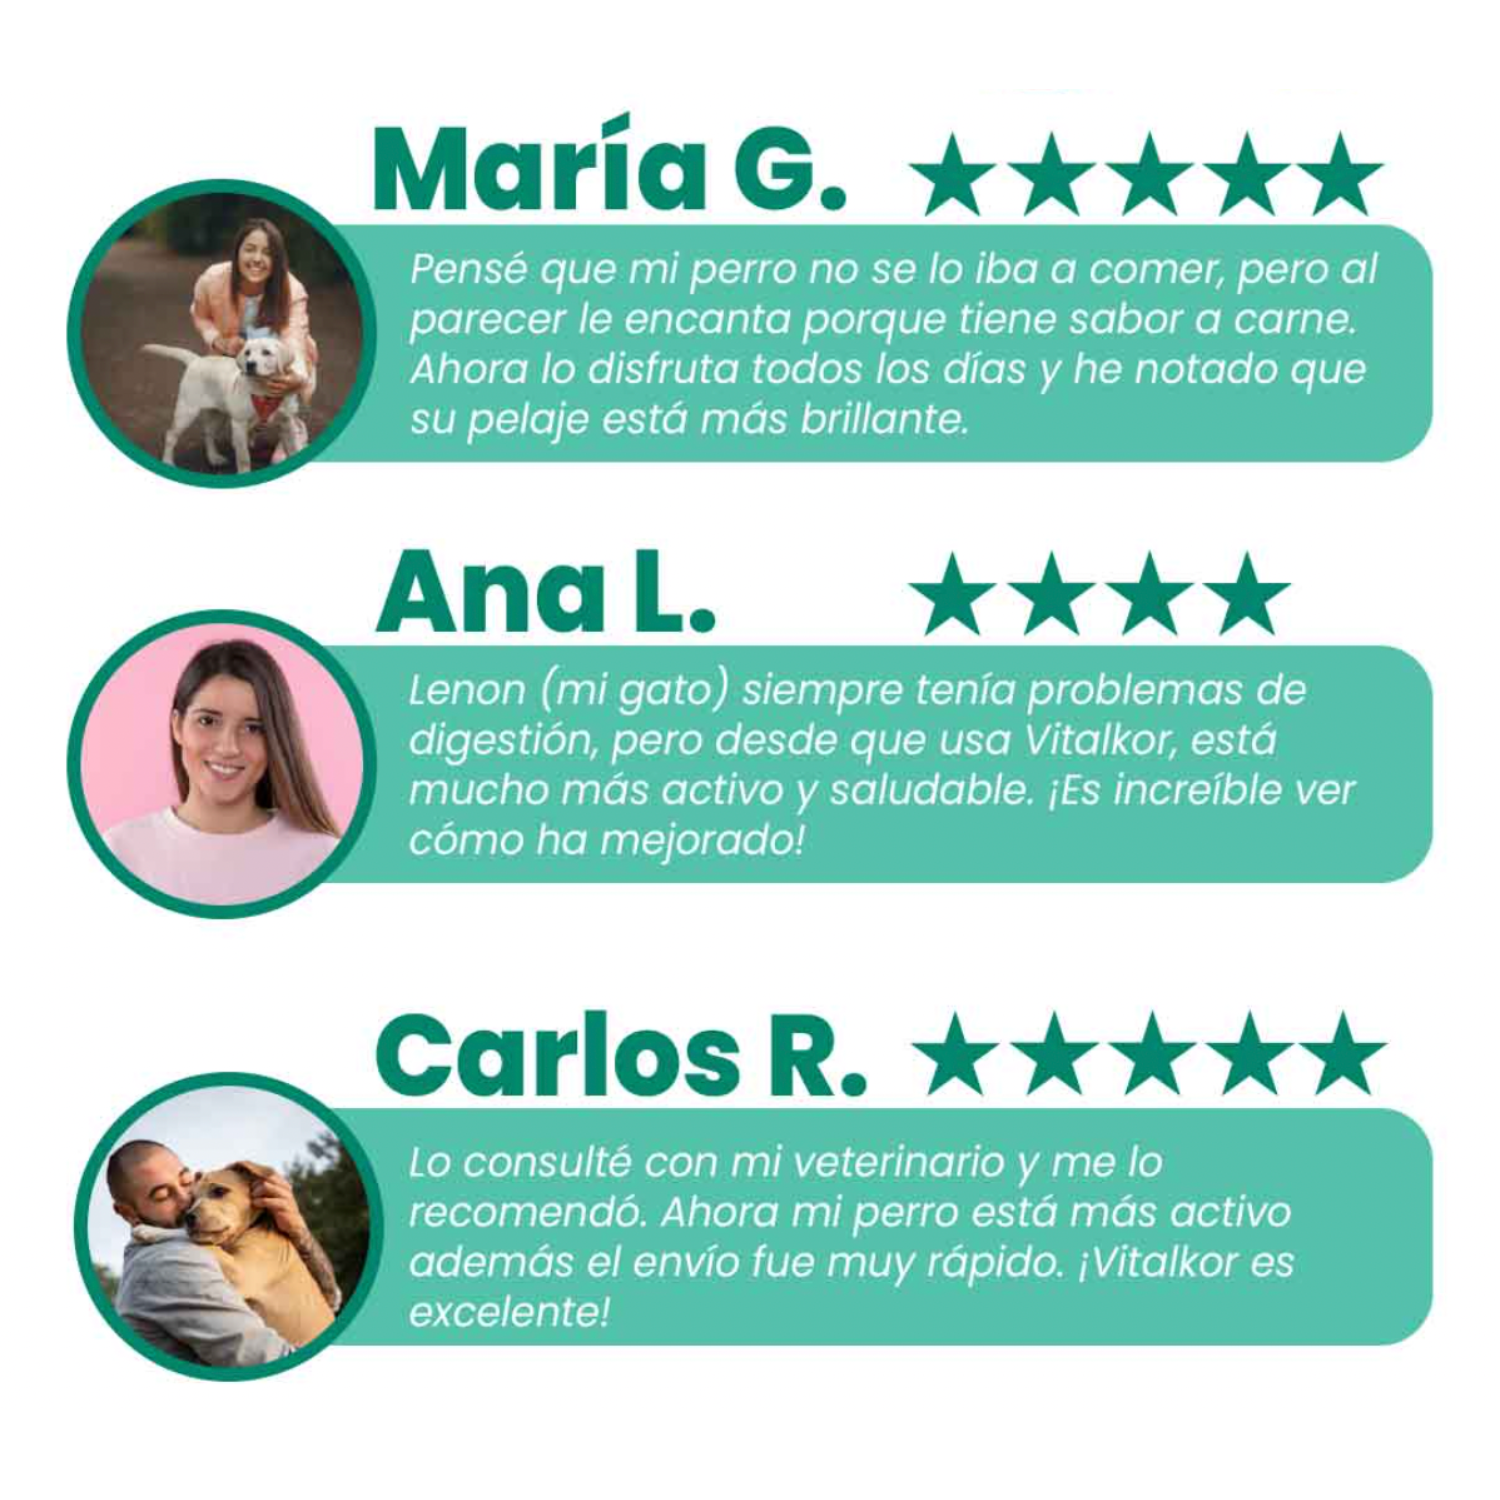 María G.
Pensé que mi perro no se lo iba a comer, pero al
parecer le encanta porque tiene sabor a carne.
Ahora lo disfruta todos los días y he notado que
su pelaje está más brillante.
Ana L.
Lenon (mi gato) siempre tenía problemas de
digestión, pero desde que usa Vitalkor, está
mucho más activo y saludable. ¡Es increíble ver
cómo ha mejorado!
Carlos R.
Lo consulté con mi veterinario y me lo
recomendó. Ahora mi perro está más activo
además el envío fue muy rápido. ¡Vitalkor es
excelente!